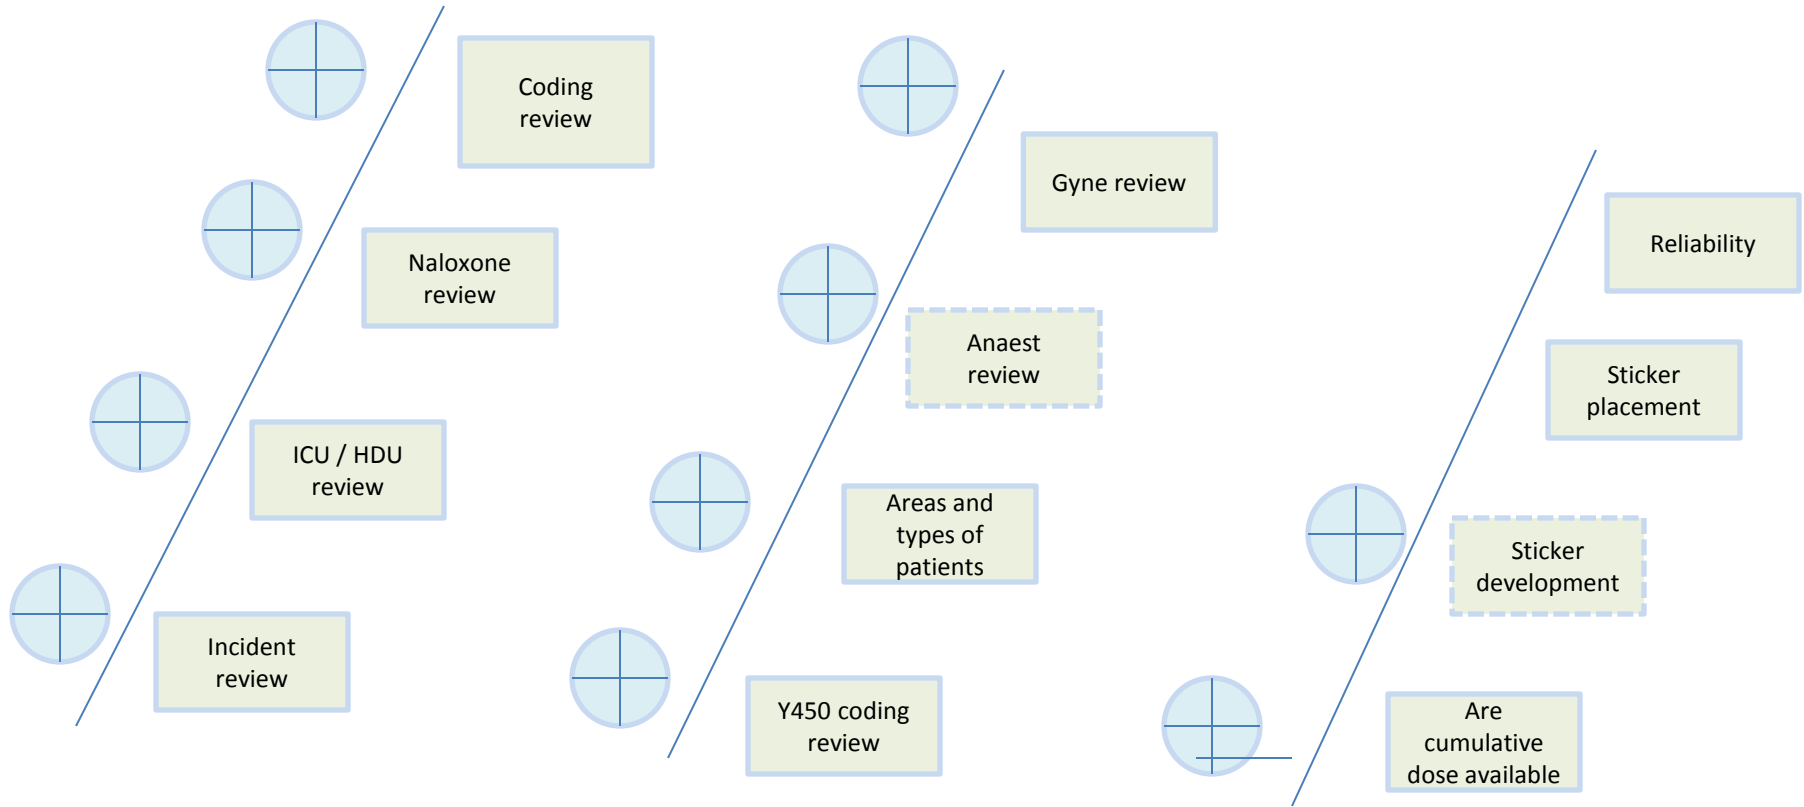 Coding
review
Naloxone
review
ICU / HDU
review
Incident
review
Gyne review
Anaest
review
Areas and
types of
patients
Y450 coding
review
Reliability
Sticker
placement
Sticker
development
Are
cumulative
dose available